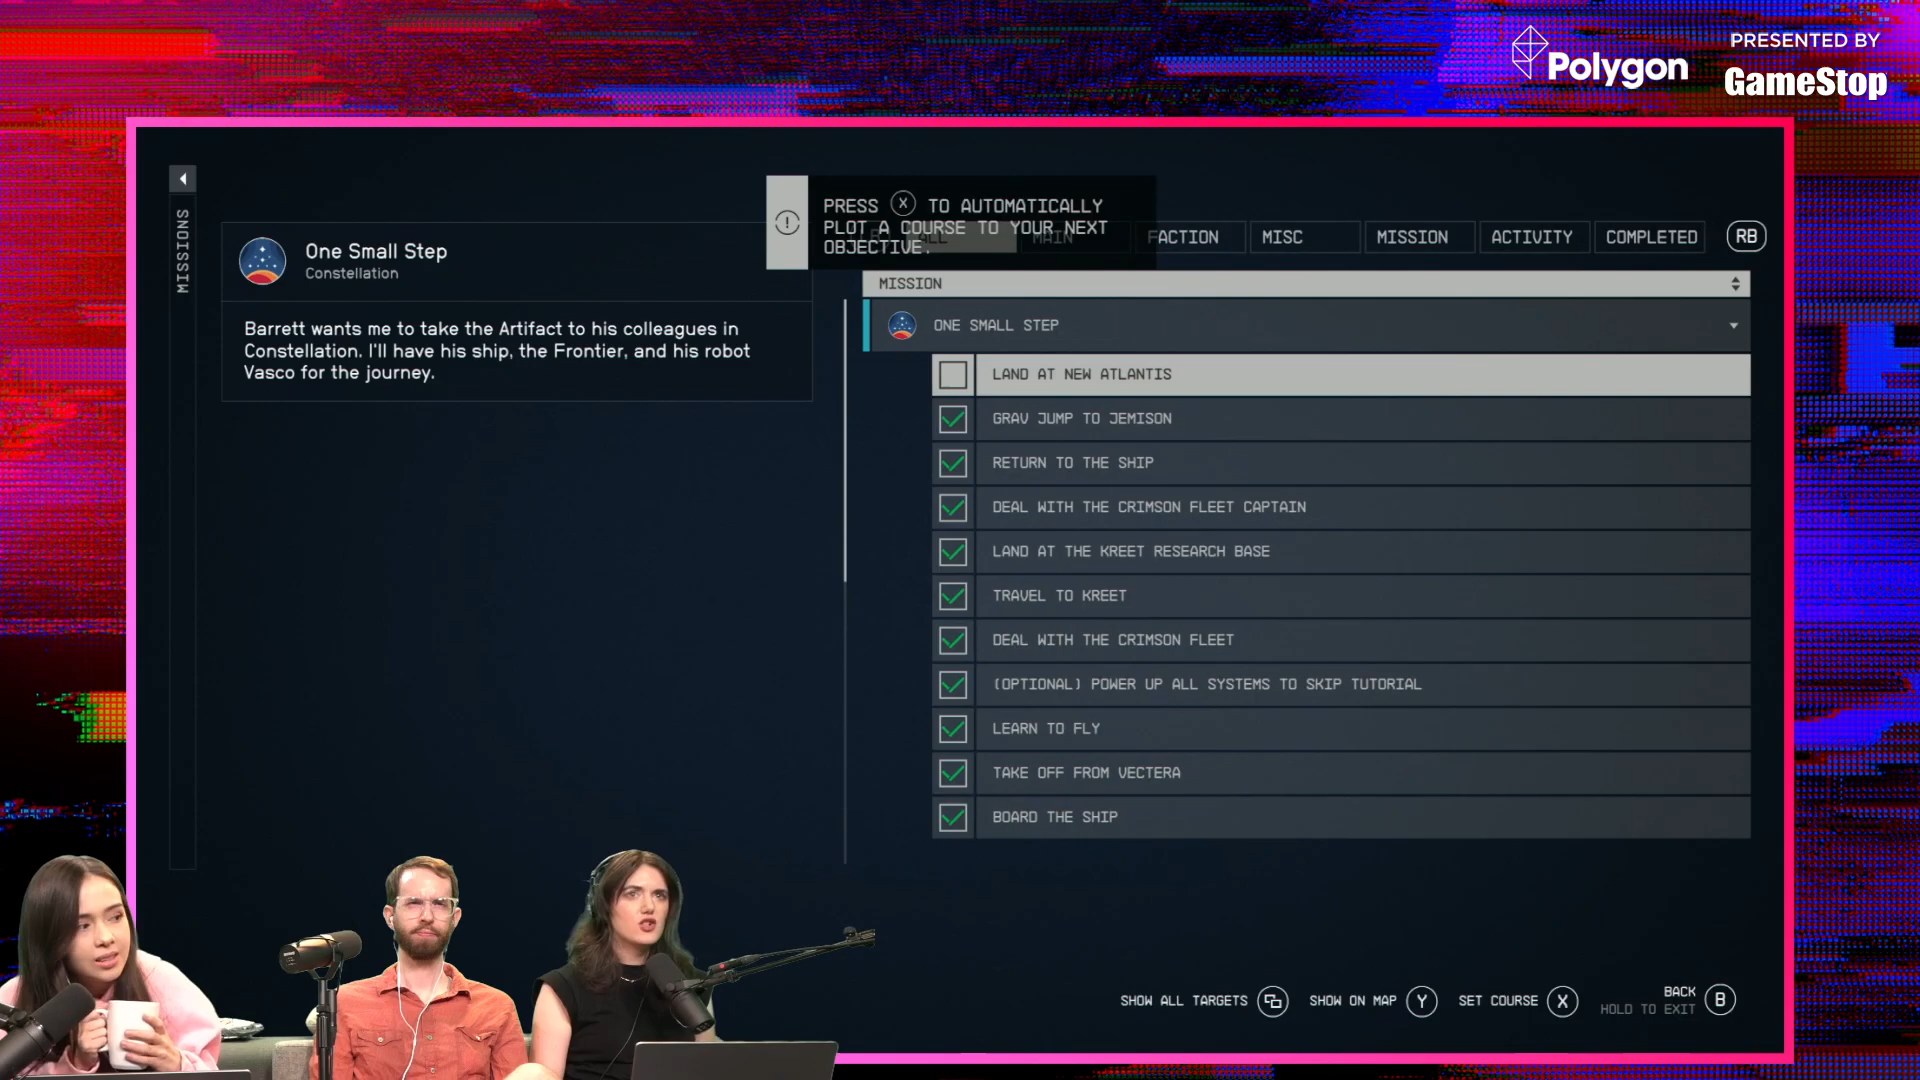 Polygon
PRESENTED BY
GameStop
MISSIONS
One Small Step
Constellation
Barrett wants me to take the Artifact to his colleagues in
Constellation. I'll have his ship, the Frontier, and his robot
Vasco for the journey.
PRESS X TO AUTOMATICALLY
PLOT A COURSE TO YOUR NEXT
OBJECTIVE.
ALL
MAIN
FACTION
MISC
MISSION
ACTIVITY
COMPLETED
RB
MISSION
ONE SMALL STEP
LAND AT NEW ATLANTIS
GRAV JUMP TO JEMISON
RETURN TO THE SHIP
DEAL WITH THE CRIMSON FLEET CAPTAIN
LAND AT THE KREET RESEARCH BASE
TRAVEL TO KREET
DEAL WITH THE CRIMSON FLEET
(OPTIONAL) POWER UP ALL SYSTEMS TO SKIP TUTORIAL
LEARN TO FLY
TAKE OFF FROM VECTERA
BOARD THE SHIP
SHOW ALL TARGETS
SHOW ON MAP Y
SET COURSE X
BACK B
HOLD TO EXIT